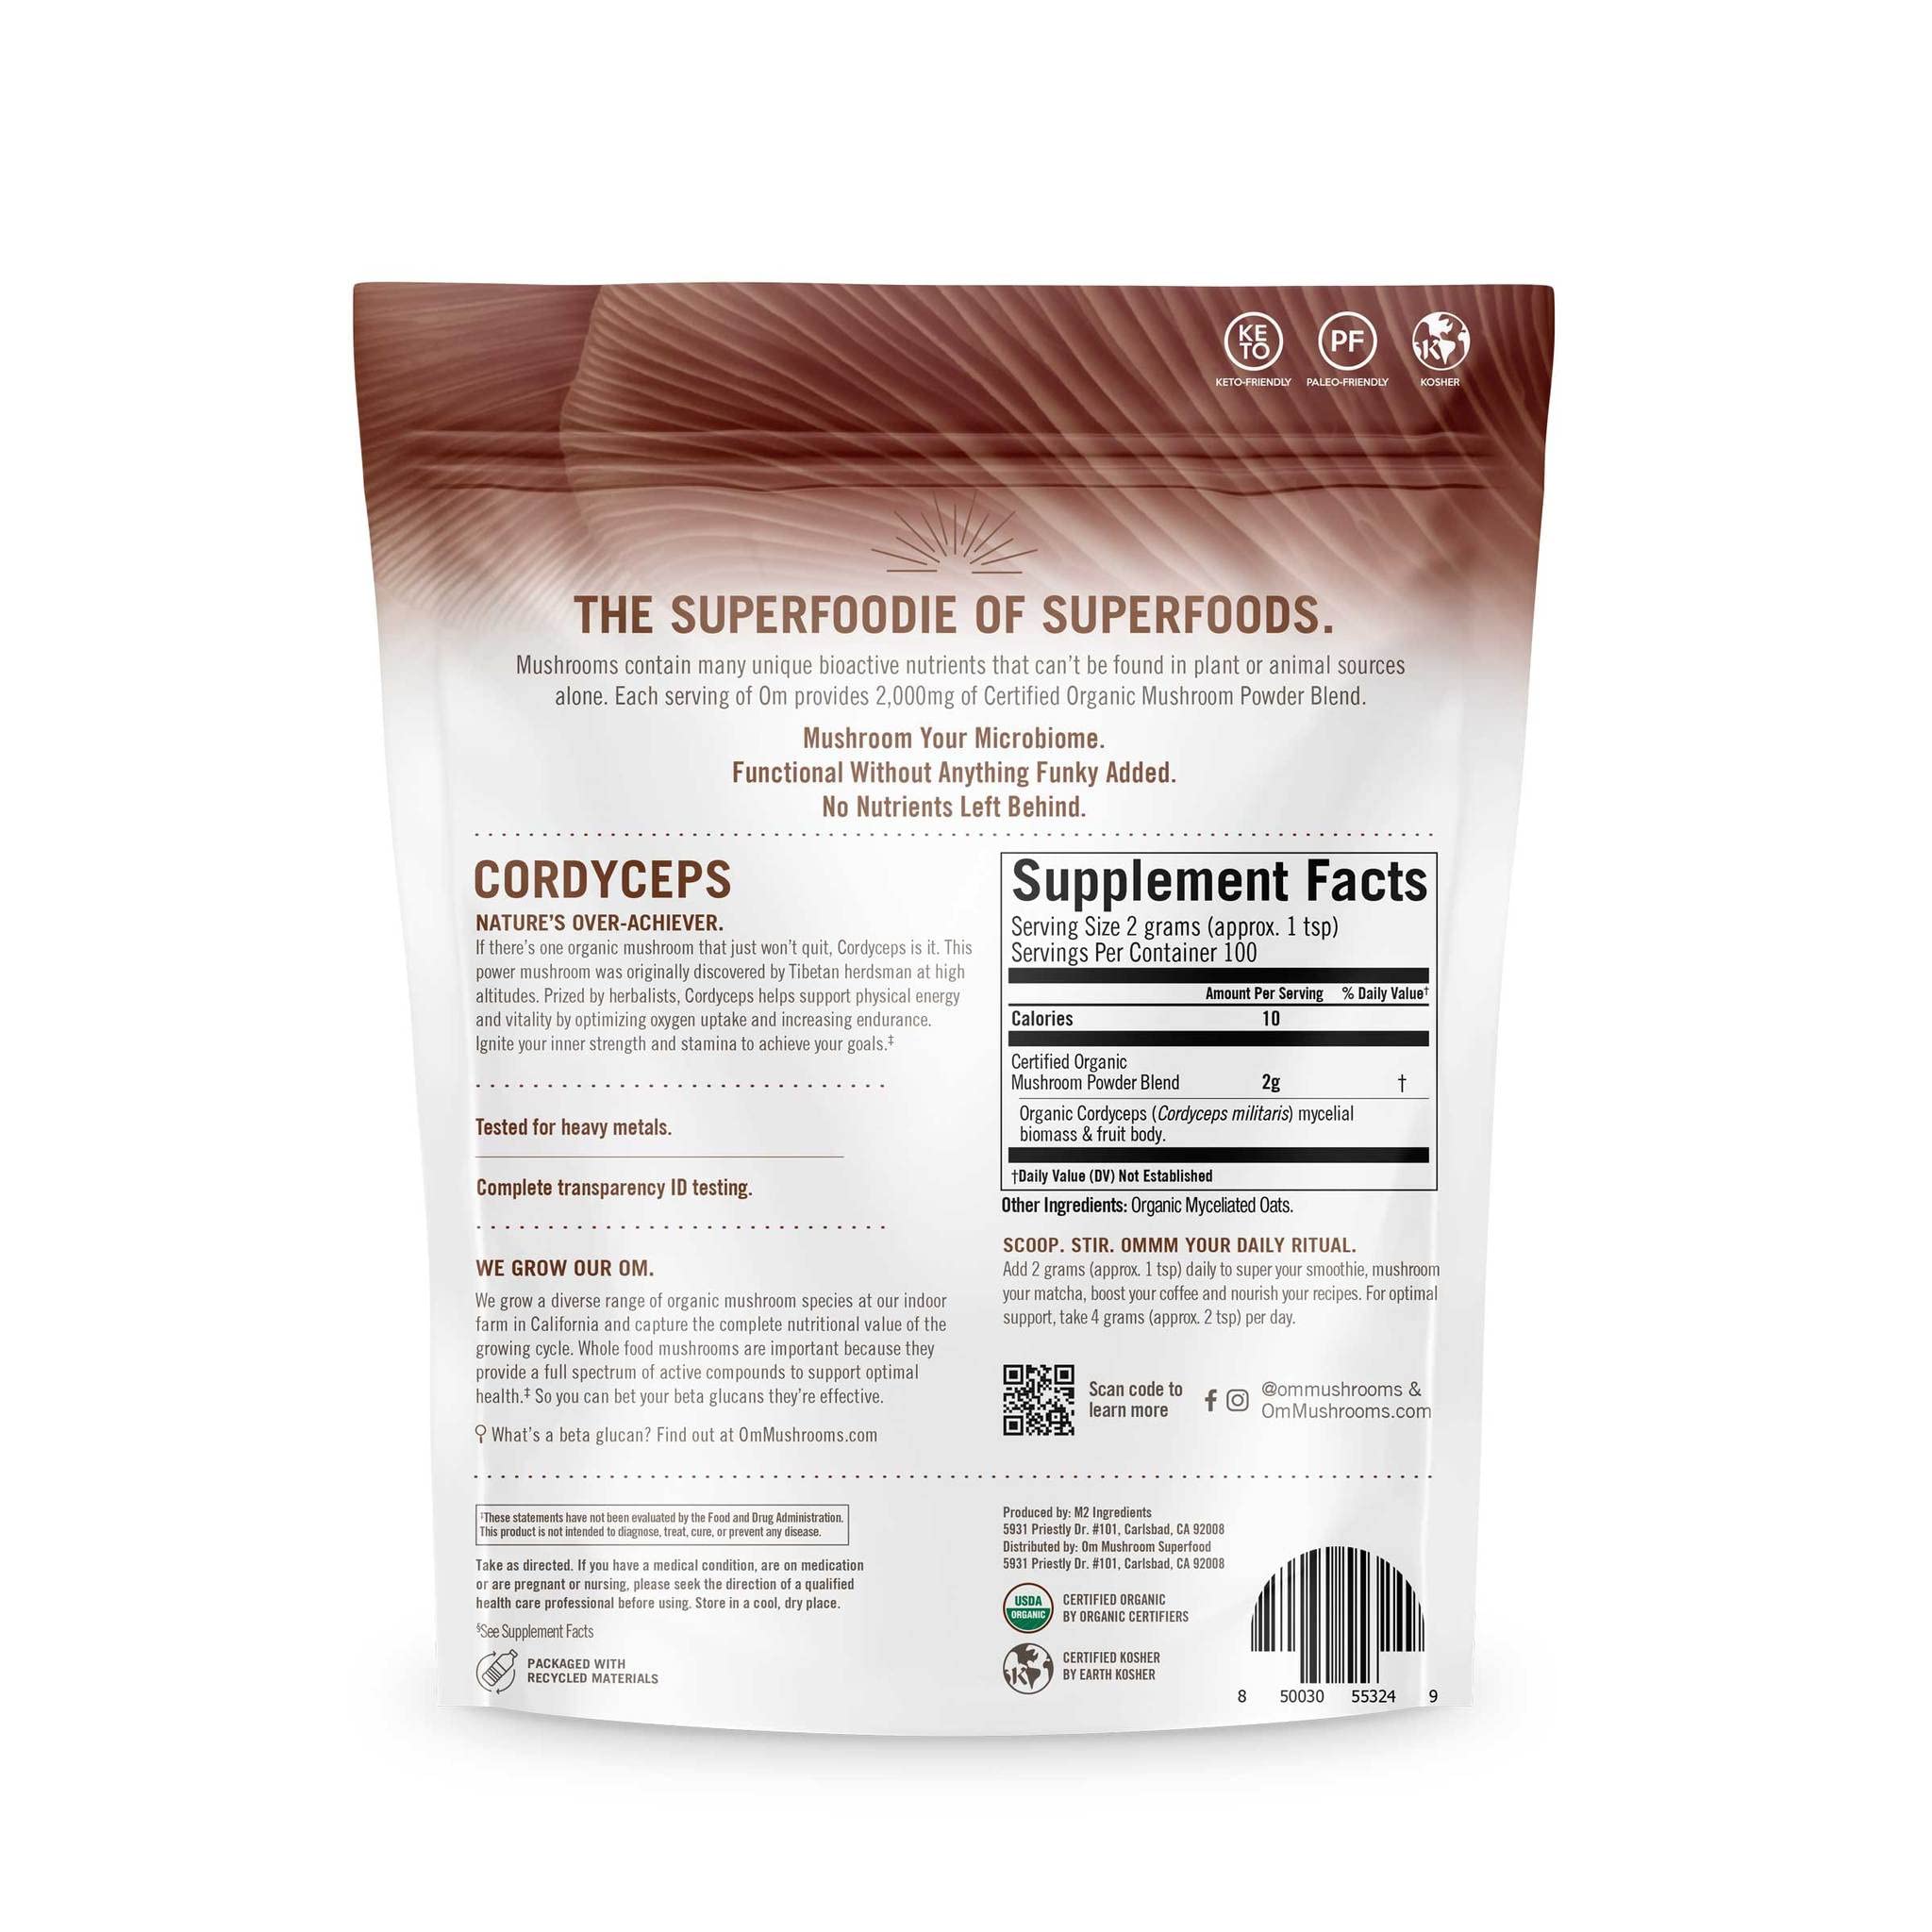 KE
TO
KETO-FRIENDLY
PF
PALEO-FRIENDLY
K
KOSHER
THE SUPERFOODIE OF SUPERFOODS.
Mushrooms contain many unique bioactive nutrients that can't be found in plant or animal sources
alone. Each serving of Om provides 2,000mg of Certified Organic Mushroom Powder Blend.
Mushroom Your Microbiome.
Functional Without Anything Funky Added.
No Nutrients Left Behind.
CORDYCEPS
NATURE'S OVER-ACHIEVER.
If there's one organic mushroom that just won't quit, Cordyceps is it. This
power mushroom was originally discovered by Tibetan herdsman at high
altitudes. Prized by herbalists, Cordyceps helps support physical energy
and vitality by optimizing oxygen uptake and increasing endurance.
Ignite your inner strength and stamina to achieve your goals.‡
Tested for heavy metals.
Complete transparency ID testing.
WE GROW OUR OM.
We grow a diverse range of organic mushroom species at our indoor
farm in California and capture the complete nutritional value of the
growing cycle. Whole food mushrooms are important because they
provide a full spectrum of active compounds to support optimal
health.‡ So you can bet your beta glucans they're effective.
What's a beta glucan? Find out at OmMushrooms.com
Supplement Facts
Serving Size 2 grams (approx. 1 tsp)
Servings Per Container 100
Amount Per Serving % Daily Value†
Calories 10
Certified Organic
Mushroom Powder Blend 2g †
Organic Cordyceps (Cordyceps militaris) mycelial
biomass & fruit body.
†Daily Value (DV) Not Established
Other Ingredients: Organic Myceliated Oats.
SCOOP. STIR. OMMM YOUR DAILY RITUAL.
Add 2 grams (approx. 1 tsp) daily to super your smoothie, mushroom
your matcha, boost your coffee and nourish your recipes. For optimal
support, take 4 grams (approx. 2 tsp) per day.
Scan code to
learn more
@ommushrooms &
OmMushrooms.com
‡These statements have not been evaluated by the Food and Drug Administration.
This product is not intended to diagnose, treat, cure, or prevent any disease.
Take as directed. If you have a medical condition, are on medication
or are pregnant or nursing, please seek the direction of a qualified
health care professional before using. Store in a cool, dry place.
§See Supplement Facts
PACKAGED WITH
RECYCLED MATERIALS
Produced by: M2 Ingredients
5931 Priestly Dr. #101, Carlsbad, CA 92008
Distributed by: Om Mushroom Superfood
5931 Priestly Dr. #101, Carlsbad, CA 92008
USDA
ORGANIC
CERTIFIED ORGANIC
BY ORGANIC CERTIFIERS
K
CERTIFIED KOSHER
BY EARTH KOSHER
8 50030 55324 9